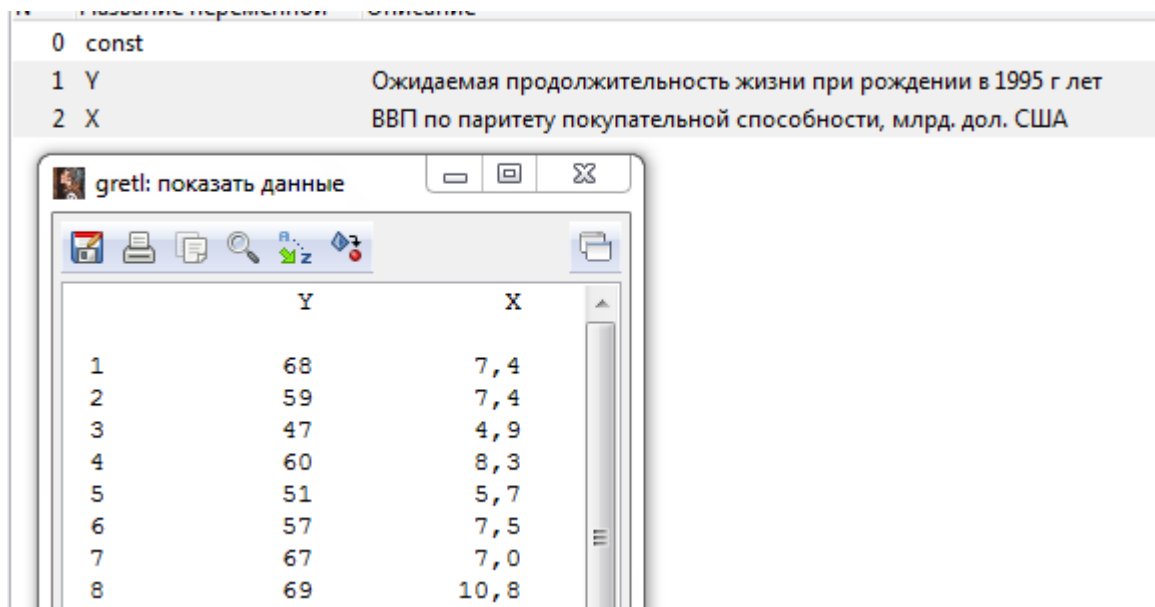 0 const
1 Y Ожидаемая продолжительность жизни при рождении в 1995 г лет
2 X ВВП по паритету покупательной способности, млрд. дол. США
gretl: показать данные
Y X
1 68 7,4
2 59 7,4
3 47 4,9
4 60 8,3
5 51 5,7
6 57 7,5
7 67 7,0
8 69 10,8